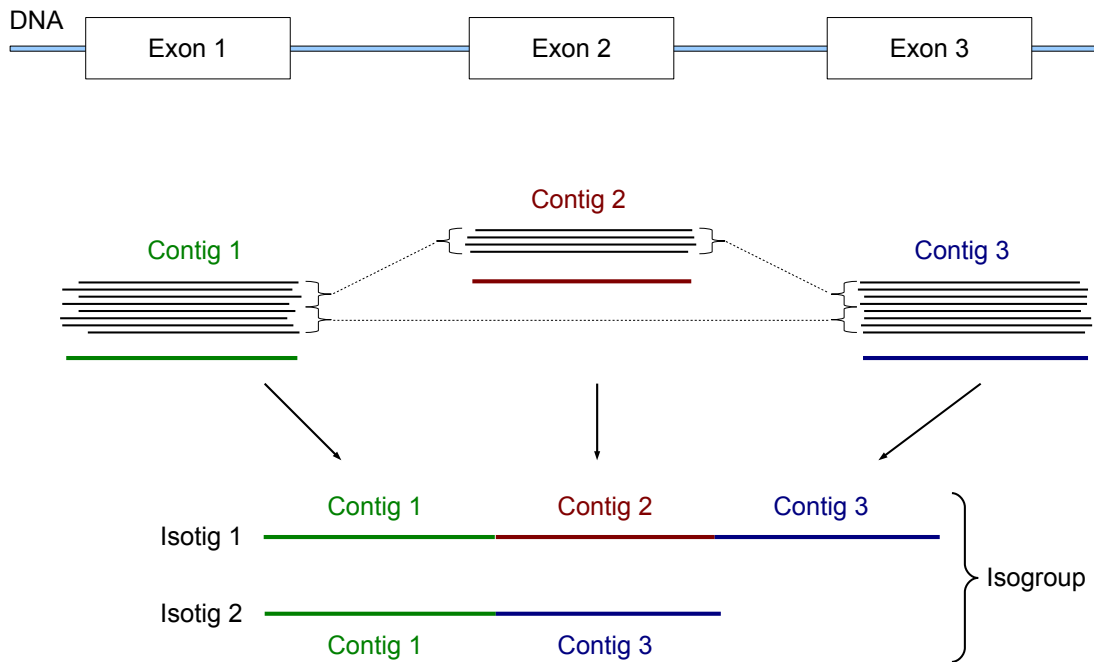 DNA
Exon 1 Exon 2 Exon 3
Contig 2
Contig 1 Contig 3
Contig 1 Contig 2 Contig 3
Isotig 1
Isogroup
Isotig 2
Contig 1 Contig 3